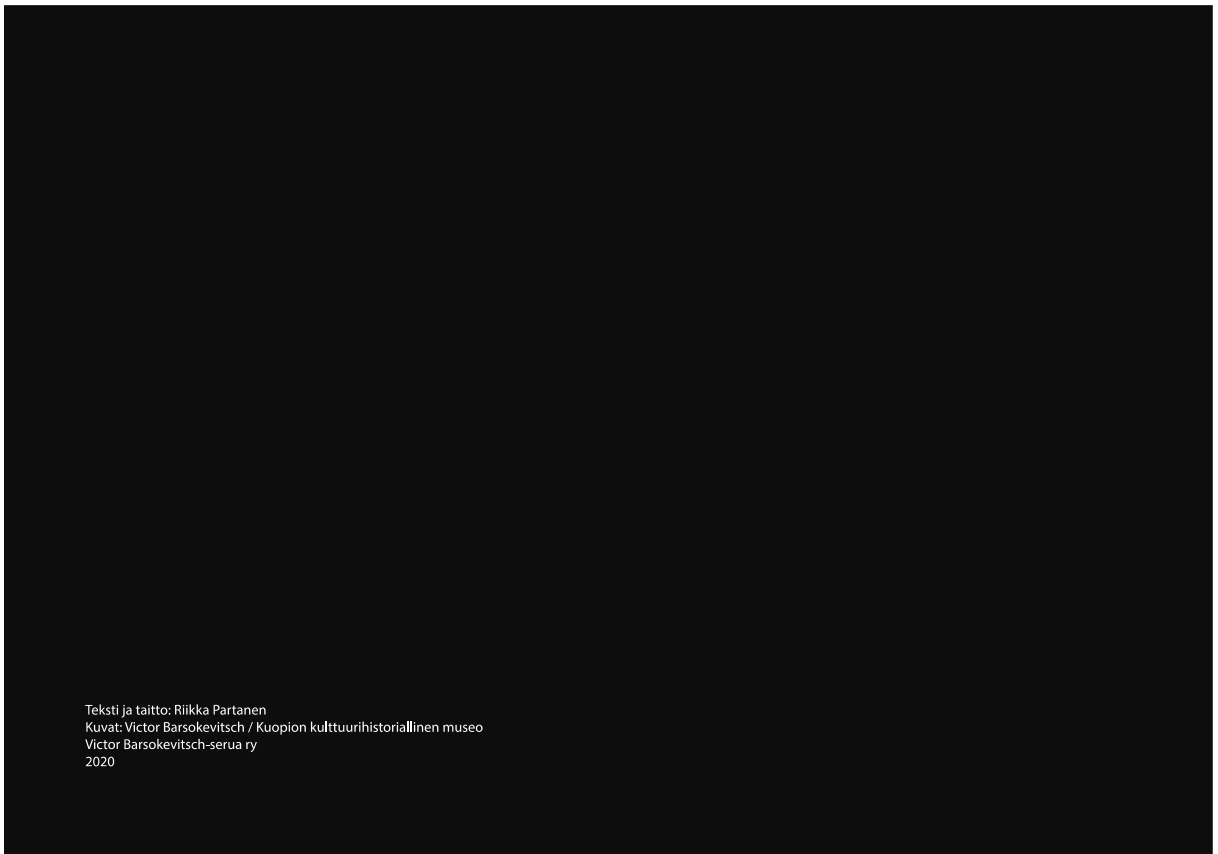 Teksti ja taitto: Riikka Partanen
Kuvat: Victor Barsokevitsch / Kuopion kulttuurihistoriallinen museo
Victor Barsokevitsch-serua ry
2020